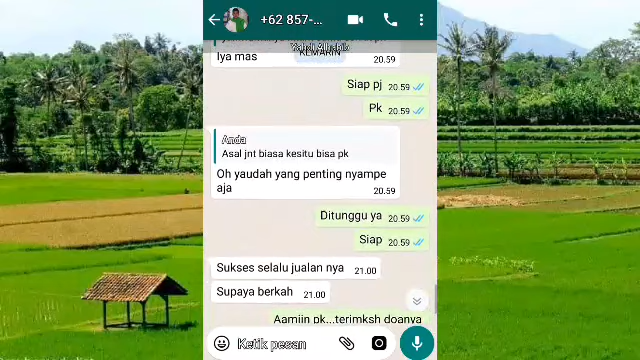 +62 857-...
KEMARIN
Iya mas
20.59
Siap pj 20.59
Pk 20.59
Anda
Asal jnt biasa kesitu bisa pk
Oh yaudah yang penting nyampe
aja
20.59
Ditunggu ya 20.59
Siap 20.59
Sukses selalu jualan nya 21.00
Supaya berkah 21.00
Aamiin pk...terimksh doanya
Ketik pesan